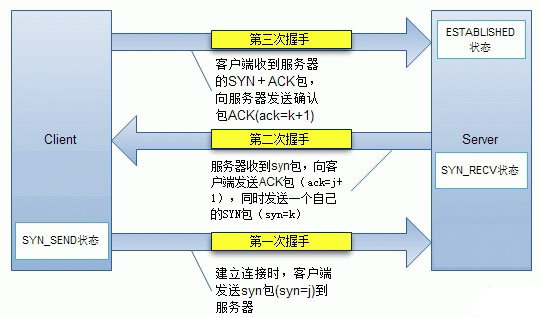 第三次握手
ESTABLISHED
状态
客户端收到服务器
的SYN+ACK包，
向服务器发送确认
包ACK(ack=k+1)
Client
第二次握手
Server
服务器收到syn包，向客
户端发送ACK包（ack=j+
1），同时发送一个自己
的SYN包（syn=k）
SYN_RECV状态
SYN_SEND状态
第一次握手
建立连接时，客户端
发送syn包(syn=j)到
服务器